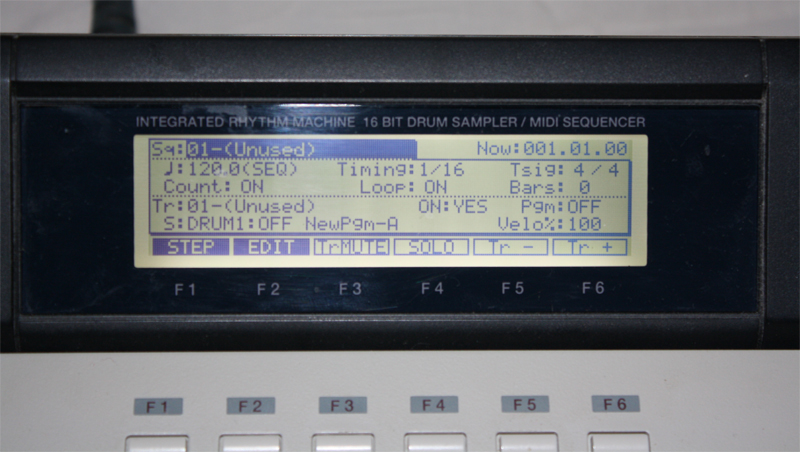 INTEGRATED RHYTHM MACHINE 16 BIT DRUM SAMPLER / MIDI SEQUENCER
Sq:01-(Unused) Now:001.01.00
♩:120.0(SEQ) Timing:1/16 Tsig: 4 / 4
Count: ON Loop: ON Bars: 0
Tr:01-(Unused) ON:YES Pgm:OFF
S:DRUM1:OFF NewPgm-A Velo%:100
STEP EDIT TrMUTE SOLO Tr - Tr +
F1 F2 F3 F4 F5 F6
F1 F2 F3 F4 F5 F6